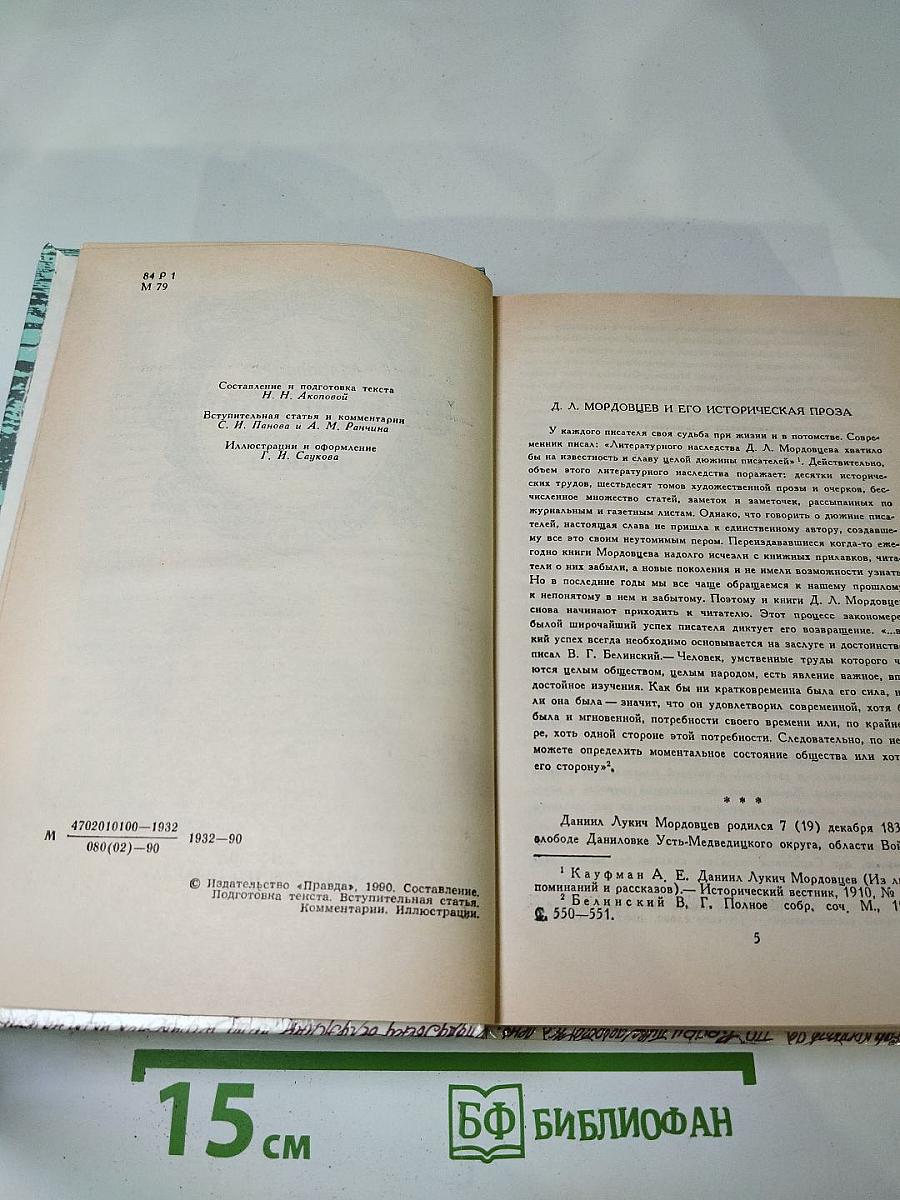 84 Р 1
М 79
Составление и подготовка текста
Н. Н. Акоповой
Вступительная статья и комментарии
С. И. Панова и А. М. Ранчина
Иллюстрации и оформление
Г. И. Саукова
М 4702010100—1932
080(02)—90 1932—90
© Издательство «Правда», 1990. Составление.
Подготовка текста. Вступительная статья.
Комментарии. Иллюстрации.
Д. Л. МОРДОВЦЕВ И ЕГО ИСТОРИЧЕСКАЯ ПРОЗА
У каждого писателя своя судьба при жизни и в потомстве. Совре-
менник писал: «Литературного наследства Д. Л. Мордовцева хватило
бы на известность и славу целой дюжины писателей»¹. Действительно,
объем этого литературного наследства поражает: десятки историче-
ских трудов, шестьдесят томов художественной прозы и очерков, бес-
численное множество статей, заметок и заметочек, рассыпанных по
журнальным и газетным листам. Однако, что говорить о дюжине писа-
телей, настоящая слава не пришла к единственному автору, создавше-
му все это своим неутомимым пером. Переиздававшиеся когда-то еже-
годно книги Мордовцева надолго исчезли с книжных прилавков, чита-
тели о них забыли, а новые поколения и не имели возможности узнать
Но в последние годы мы все чаще обращаемся к нашему прошлому
к непонятому в нем и забытому. Поэтому и книги Д. Л. Мордовце
снова начинают приходить к читателю. Этот процесс закономере
былой широчайший успех писателя диктует его возвращение. «...в
кий успех всегда необходимо основывается на заслуге и достоинстве
писал В. Г. Белинский.— Человек, умственные труды которого ч
ются целым обществом, целым народом, есть явление важное, впо
достойное изучения. Как бы ни кратковременна была его сила, н
ли она была — значит, что он удовлетворил современной, хотя б
была и мгновенной, потребности своего времени или, по крайне
ре, хоть одной стороне этой потребности. Следовательно, по не
можете определить моментальное состояние общества или хот
его сторону»².
* * *
Даниил Лукич Мордовцев родился 7 (19) декабря 183
слободе Даниловке Усть-Медведицкого округа, области Вой
¹ Кауфман А. Е. Даниил Лукич Мордовцев (Из л
поминаний и рассказов).— Исторический вестник, 1910, №
² Белинский В. Г. Полное собр. соч. М., 19
С. 550—551.
5
15 см
БФ БИБЛИОФАН